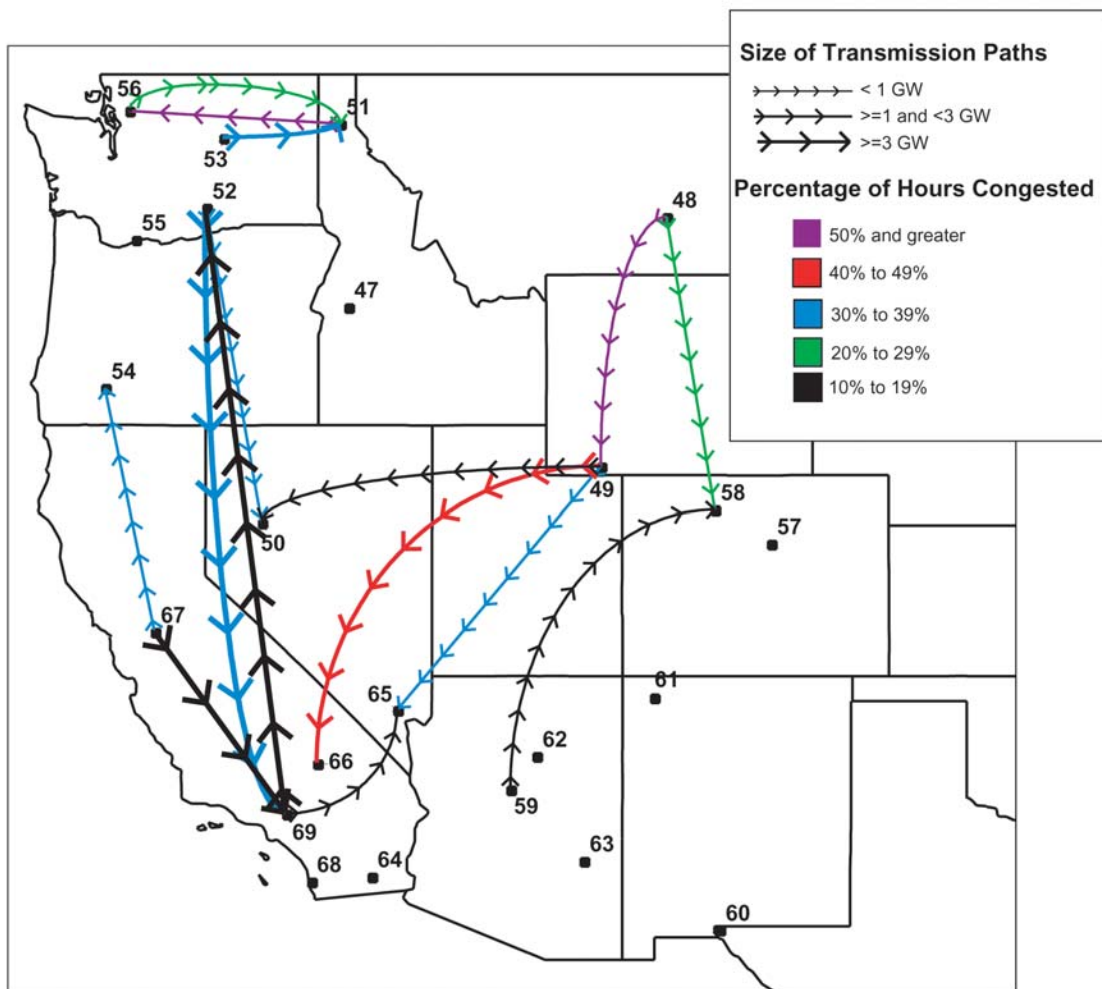 Size of Transmission Paths
< 1 GW
>=1 and <3 GW
>=3 GW
Percentage of Hours Congested
50% and greater
40% to 49%
30% to 39%
20% to 29%
10% to 19%
56
51
53
52
55
48
47
54
49
50
58
57
67
65
61
62
66
59
69
63
68
64
60